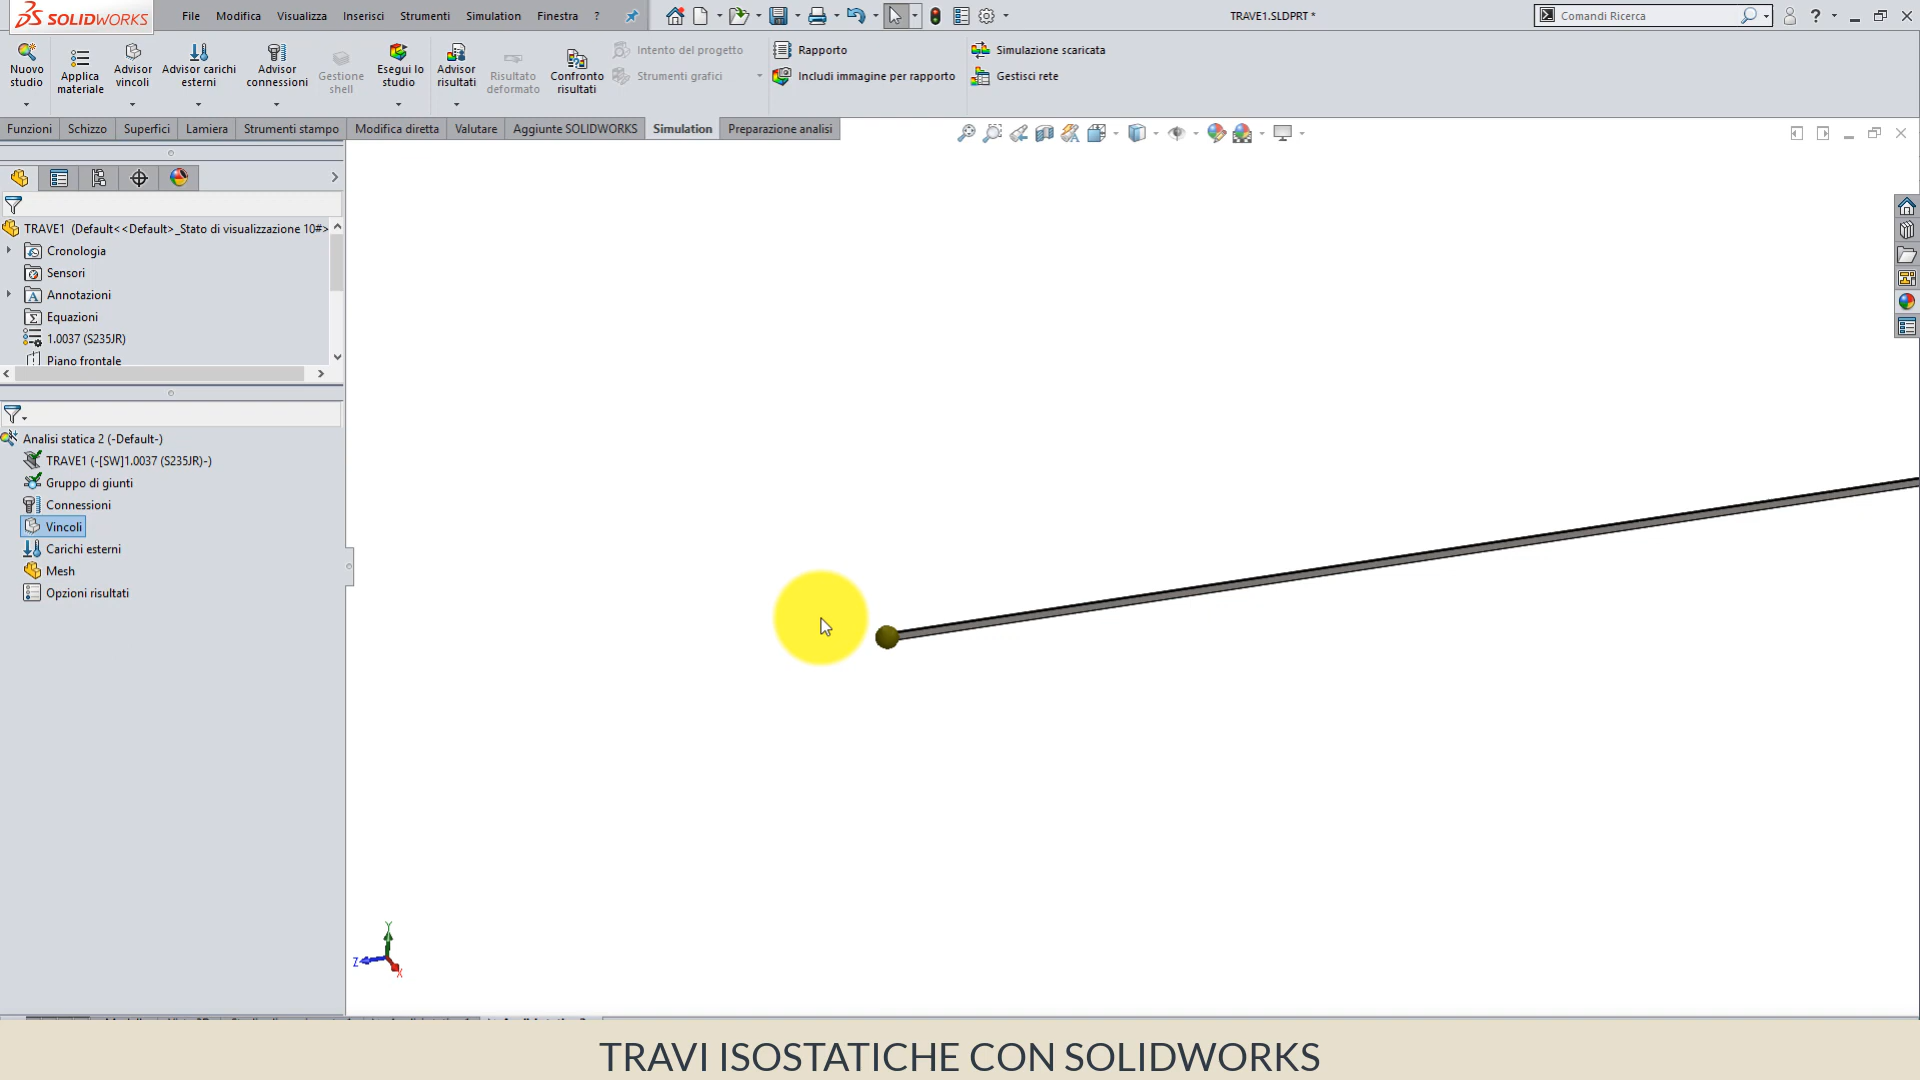 SOLIDWORKS
File
Modifica
Visualizza
Inserisci
Strumenti
Simulation
Finestra
?
TRAVE1.SLDPRT *
Comandi Ricerca
?
Nuovo
studio
Applica
materiale
Advisor
vincoli
Advisor carichi
esterni
Advisor
connessioni
Gestione
shell
Esegui lo
studio
Advisor
risultati
Risultato
deformato
Confronto
risultati
Intento del progetto
Strumenti grafici
Rapporto
Includi immagine per rapporto
Simulazione scaricata
Gestisci rete
Funzioni
Schizzo
Superfici
Lamiera
Strumenti stampo
Modifica diretta
Valutare
Aggiunte SOLIDWORKS
Simulation
Preparazione analisi
TRAVE1 (Default<<Default>_Stato di visualizzazione 10#>
Cronologia
Sensori
Annotazioni
Equazioni
1.0037 (S235JR)
Piano frontale
Analisi statica 2 (-Default-)
TRAVE1 (-[SW]1.0037 (S235JR)-)
Gruppo di giunti
Connessioni
Vincoli
Carichi esterni
Mesh
Opzioni risultati
Y
Z
X
TRAVI ISOSTATICHE CON SOLIDWORKS